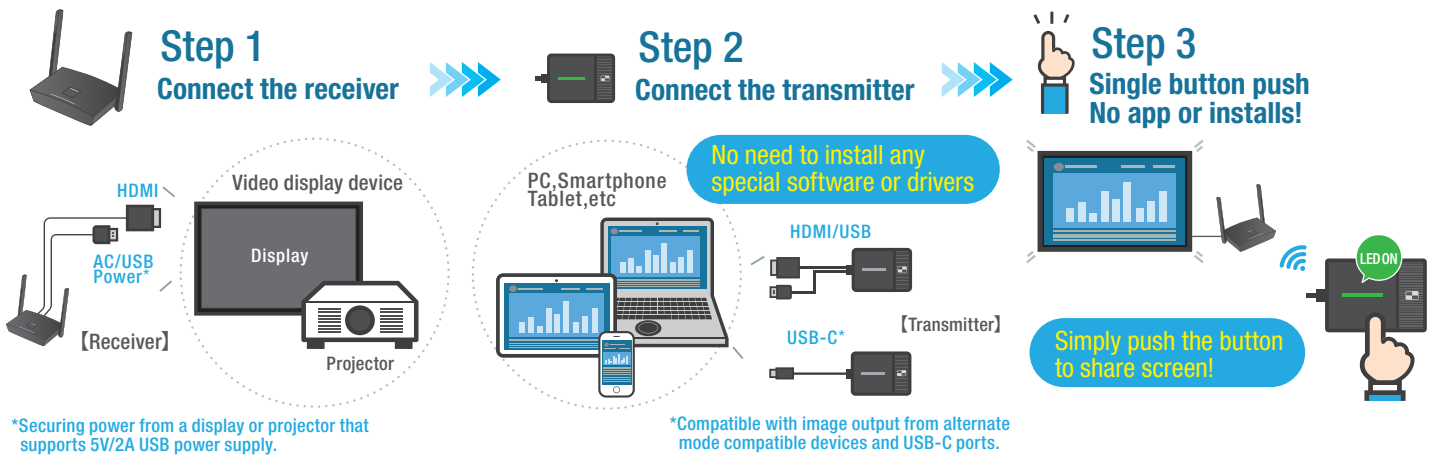 Step 1
Connect the receiver
Step 2
Connect the transmitter
Step 3
Single button push
No app or installs!
HDMI
AC/USB
Power*
【Receiver】
Video display device
Display
Projector
*Securing power from a display or projector that
supports 5V/2A USB power supply.
PC,Smartphone
Tablet,etc
No need to install any
special software or drivers
HDMI/USB
USB-C*
【Transmitter】
*Compatible with image output from alternate
mode compatible devices and USB-C ports.
LED ON
Simply push the button
to share screen!